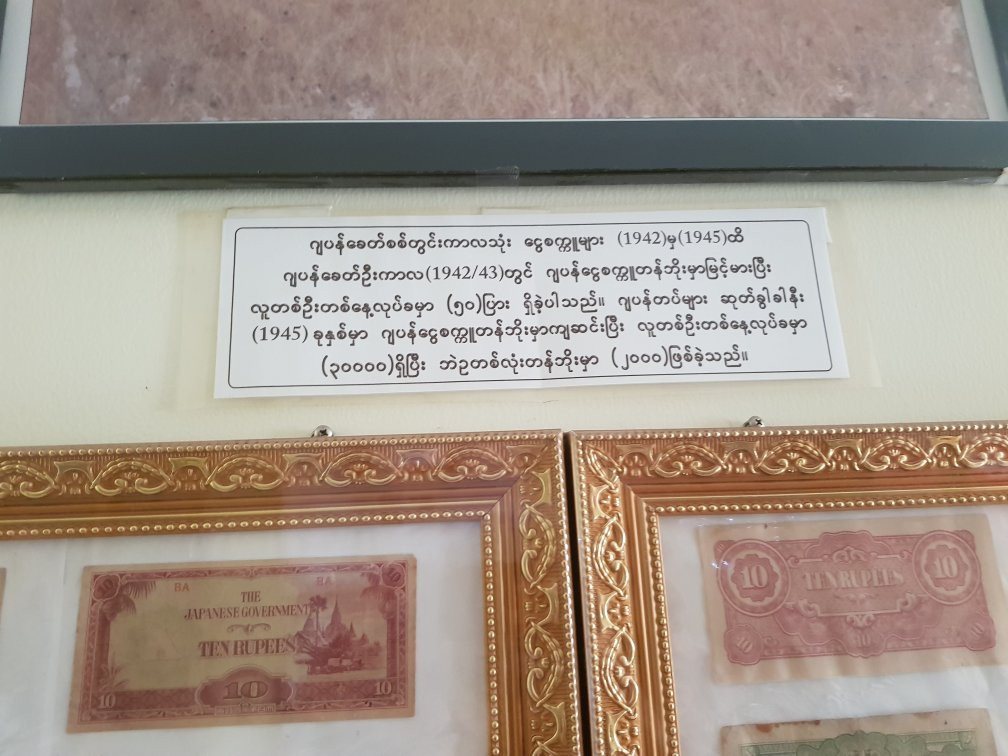 ဂျပန်ခေတ်စစ်တွင်းကာလသုံး ငွေစက္ကူများ (1942)မှ(1945)ထိ
ဂျပန်ခေတ်ဦးကာလ(1942/43)တွင် ဂျပန်ငွေစက္ကူတန်ဘိုးမှာမြင့်မားပြီး
လူတစ်ဦးတစ်နေ့လုပ်ခမှာ (၅၀)ပြား ရှိခဲ့ပါသည်။ ဂျပန်တပ်များ ဆုတ်ခွါခါနီး
(1945) ခုနှစ်မှာ ဂျပန်ငွေစက္ကူတန်ဘိုးမှာကျဆင်းပြီး လူတစ်ဦးတစ်နေ့လုပ်ခမှာ
(၃၀၀၀၀)ရှိပြီး ဘဲဥတစ်လုံးတန်ဘိုးမှာ (၂၀၀၀)ဖြစ်ခဲ့သည်။
BA BA
THE
JAPANESE GOVERNMENT
TEN RUPEES
10 10 10
10 TEN RUPEES 10
10